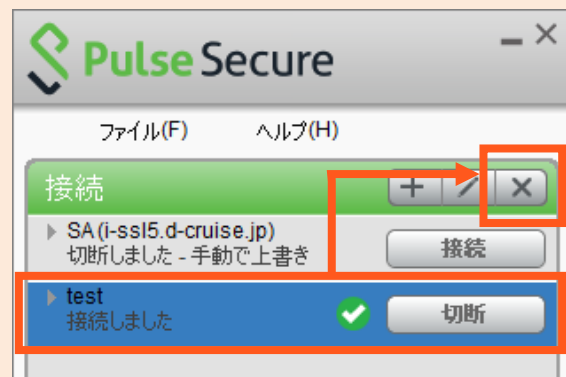 Pulse Secure
ファイル(F) ヘルプ(H)
接続
SA(i-ssl5.d-cruise.jp)
切断しました - 手動で上書き
接続
test
接続しました
切断